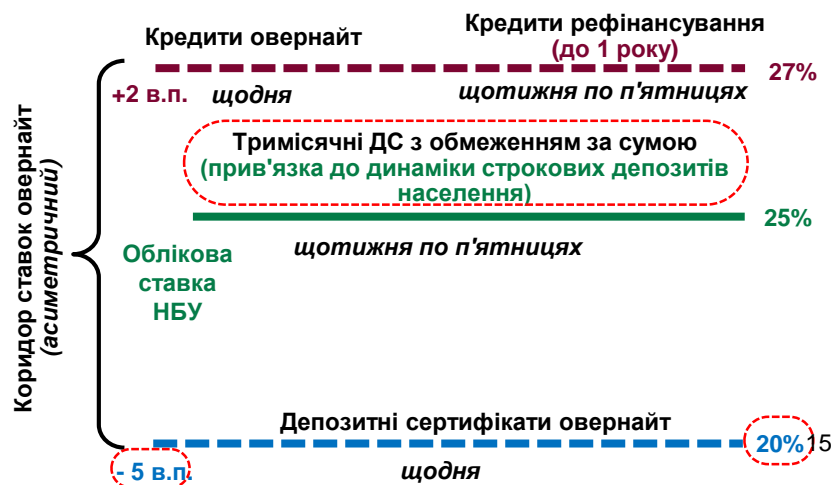 Коридор ставок овернайт
(асиметричний)
Кредити овернайт
Кредити рефінансування
(до 1 року)
27%
+2 в.п.
щодня
щотижня по п'ятницях
Тримісячні ДС з обмеженням за сумою
(прив'язка до динаміки строкових депозитів
населення)
25%
Облікова
ставка
НБУ
щотижня по п'ятницях
Депозитні сертифікати овернайт
20%
15
- 5 в.п.
щодня